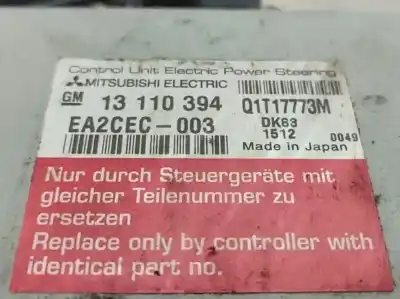 Control Unit Electric Power Steering
MITSUBISHI ELECTRIC
GM 13 110 394 Q1T17773M
EA2CEC-003 DK63
1512 0049
Made in Japan
Nur durch Steuergeräte mit
gleicher Teilenummer zu
ersetzen
Replace only by controller with
identical part no.